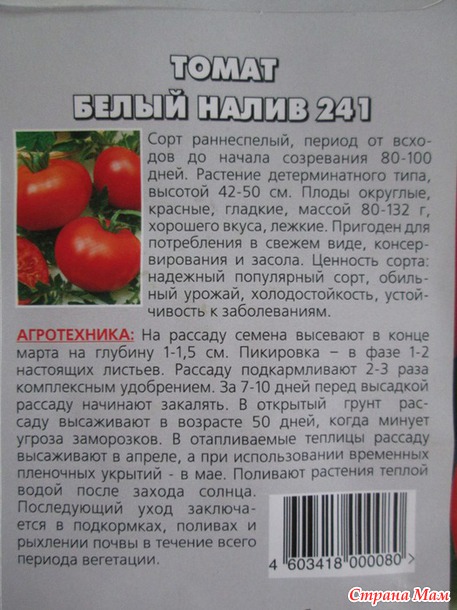 ТОМАТ
БЕЛЫЙ НАЛИВ 241
Сорт раннеспелый, период от всхо-
дов до начала созревания 80-100
дней. Растение детерминатного типа,
высотой 42-50 см. Плоды округлые,
красные, гладкие, массой 80-132 г,
хорошего вкуса, лежкие. Пригоден для
потребления в свежем виде, консер-
вирования и засола. Ценность сорта:
надежный популярный сорт, обиль-
ный урожай, холодостойкость, устой-
чивость к заболеваниям.
АГРОТЕХНИКА: На рассаду семена высевают в конце
марта на глубину 1-1,5 см. Пикировка – в фазе 1-2
настоящих листьев. Рассаду подкармливают 2-3 раза
комплексным удобрением. За 7-10 дней перед высадкой
рассаду начинают закалять. В открытый грунт рас-
саду высаживают в возрасте 50 дней, когда минует
угроза заморозков. В отапливаемые теплицы рассаду
высаживают в апреле, а при использовании временных
пленочных укрытий - в мае. Поливают растения теплой
водой после захода солнца.
Последующий уход заключа-
ется в подкормках, поливах и
рыхлении почвы в течение всего
периода вегетации.
4 603418 000080>
Страна Мам